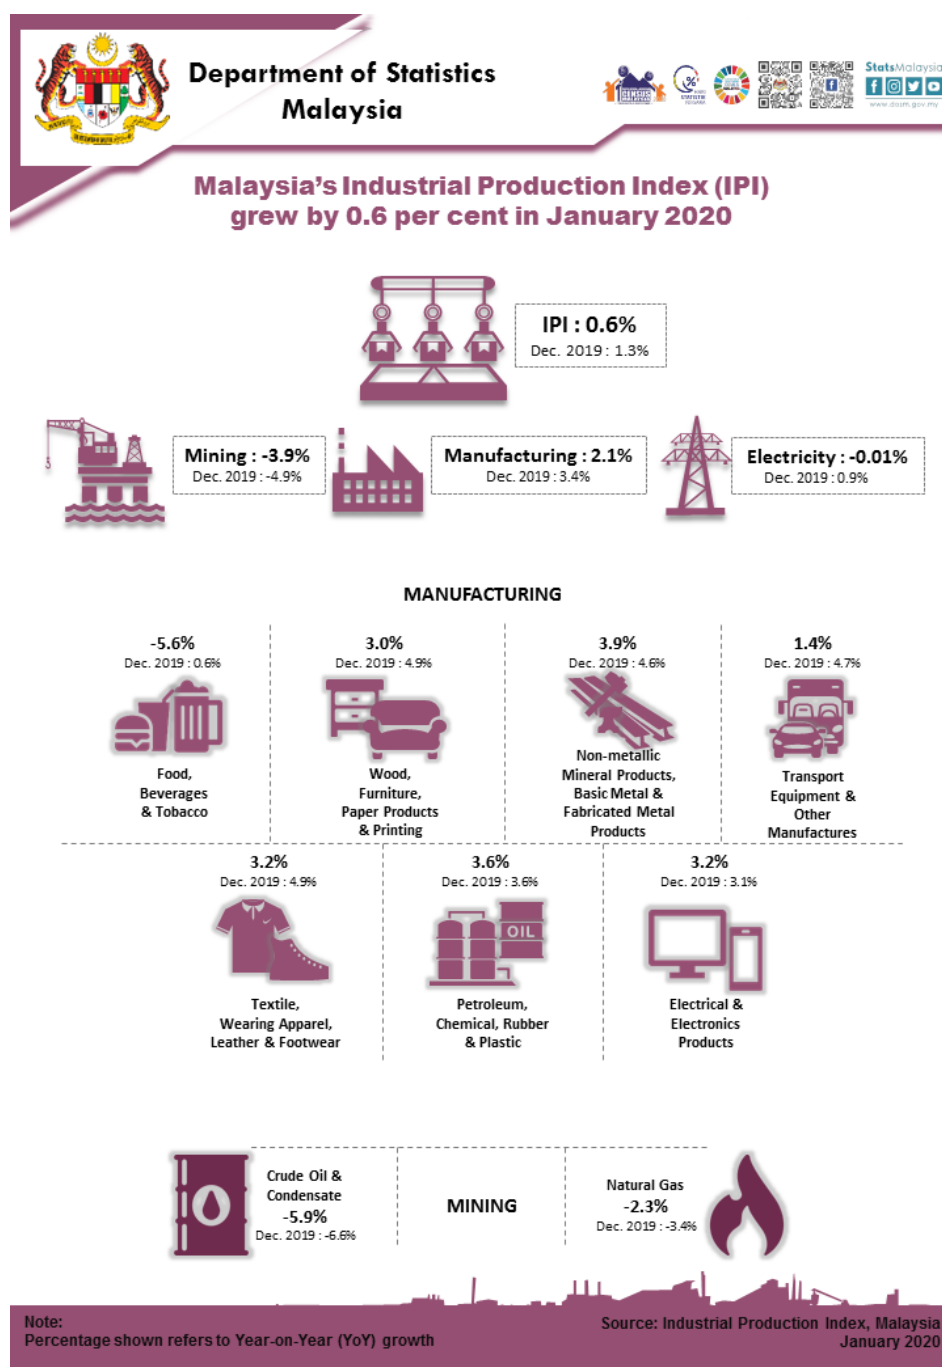 Department of Statistics
Malaysia
StatsMalaysia
www.dosm.gov.my
CENSUS
Malaysia's Industrial Production Index (IPI)
grew by 0.6 per cent in January 2020
IPI : 0.6%
Dec. 2019 : 1.3%
Mining : -3.9%
Dec. 2019 : -4.9%
Manufacturing : 2.1%
Dec. 2019 : 3.4%
Electricity : -0.01%
Dec. 2019 : 0.9%
MANUFACTURING
-5.6%
Dec. 2019 : 0.6%
Food,
Beverages
& Tobacco
3.0%
Dec. 2019 : 4.9%
Wood,
Furniture,
Paper Products
& Printing
3.9%
Dec. 2019 : 4.6%
Non-metallic
Mineral Products,
Basic Metal &
Fabricated Metal
Products
1.4%
Dec. 2019 : 4.7%
Transport
Equipment &
Other
Manufactures
3.2%
Dec. 2019 : 4.9%
Textile,
Wearing Apparel,
Leather & Footwear
3.6%
Dec. 2019 : 3.6%
OIL
Petroleum,
Chemical, Rubber
& Plastic
3.2%
Dec. 2019 : 3.1%
Electrical &
Electronics
Products
Crude Oil &
Condensate
-5.9%
Dec. 2019 : -6.6%
MINING
Natural Gas
-2.3%
Dec. 2019 : -3.4%
Note:
Percentage shown refers to Year-on-Year (YoY) growth
Source: Industrial Production Index, Malaysia
January 2020